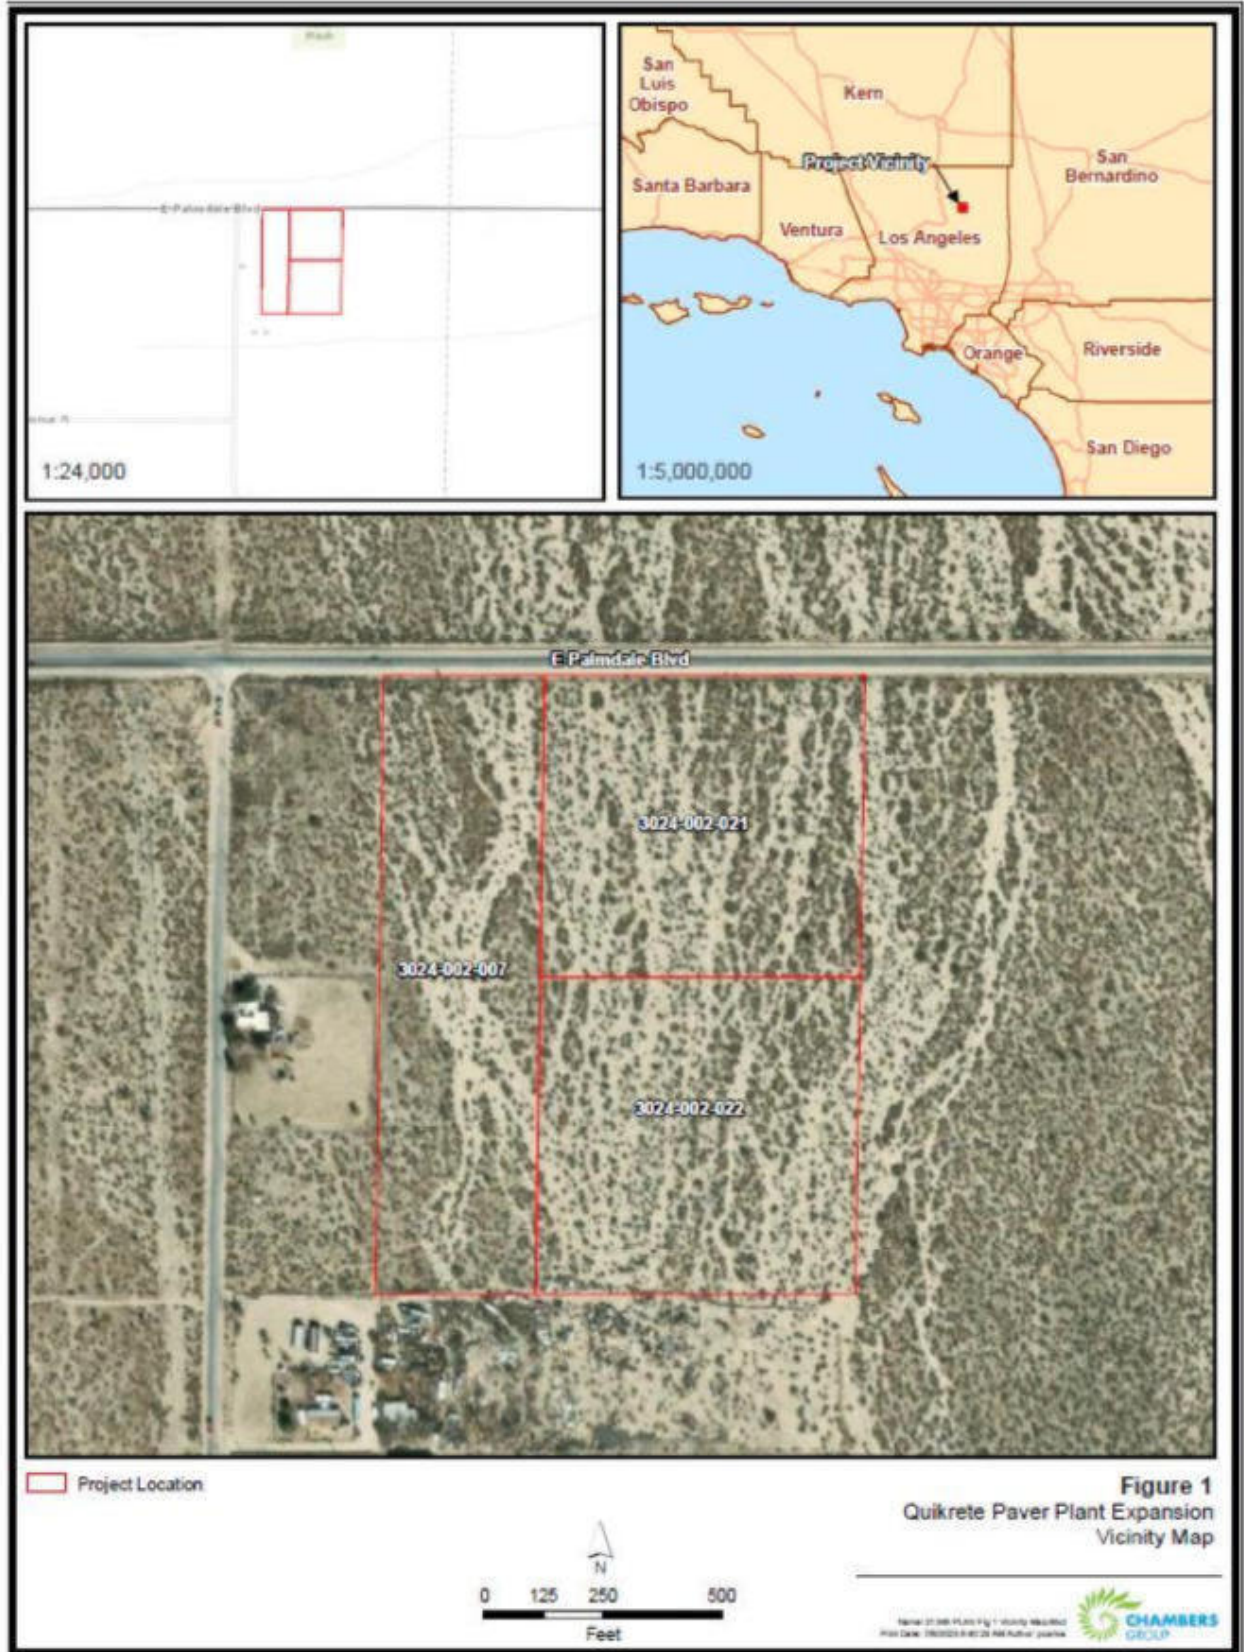 E Palmdale Blvd
1:24,000
San
Luis
Obispo
Kern
Project Vicinity
San
Bernardino
Santa Barbara
Ventura
Los Angeles
Orange
Riverside
San Diego
1:5,000,000
E Palmdale Blvd
3024-002-021
3024-002-007
3024-002-022
Project Location
Figure 1
Quikrete Paver Plant Expansion
Vicinity Map
N
0 125 250 500
Feet
CHAMBERS
GROUP